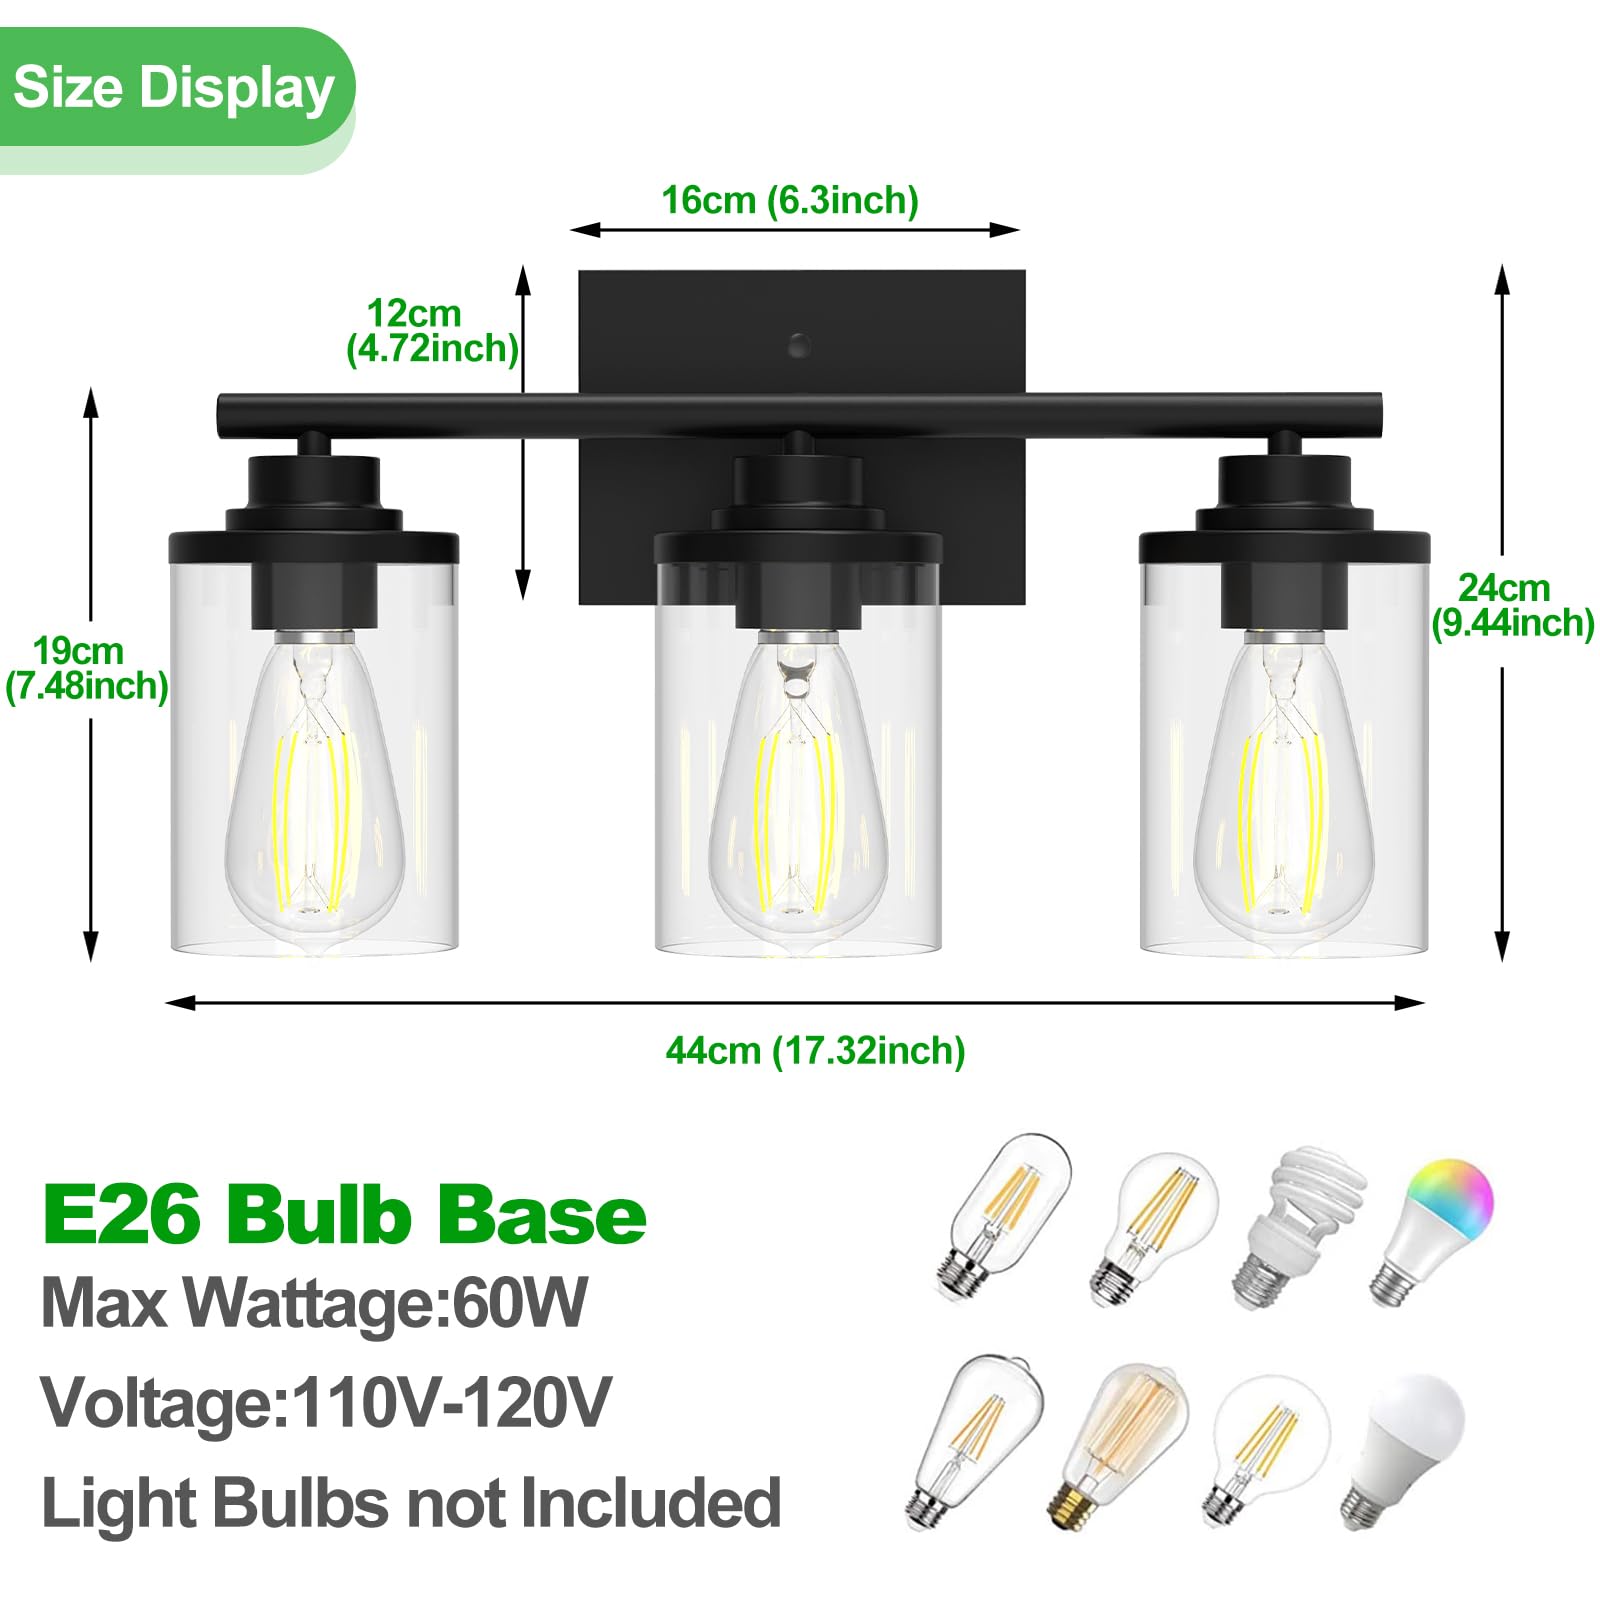 Size Display
16cm (6.3inch)
12cm
(4.72inch)
19cm
(7.48inch)
24cm
(9.44inch)
44cm (17.32inch)
E26 Bulb Base
Max Wattage:60W
Voltage:110V-120V
Light Bulbs not Included